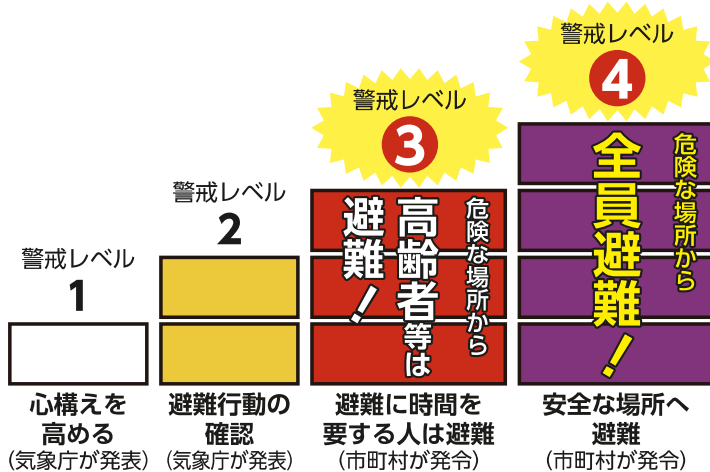 警戒レベル
1
心構えを
高める
(気象庁が発表)
警戒レベル
2
避難行動の
確認
(気象庁が発表)
警戒レベル
3
危険な場所から
高齢者等は
避難！
避難に時間を
要する人は避難
(市町村が発令)
警戒レベル
4
危険な場所から
全員避難！
安全な場所へ
避難
(市町村が発令)